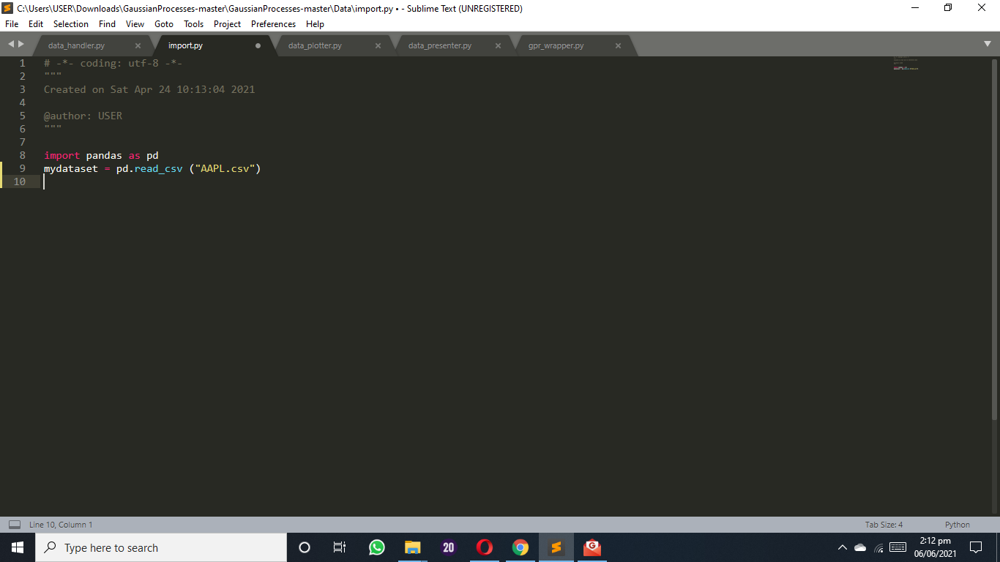 C:\Users\USER\Downloads\GaussianProcesses-master\GaussianProcesses-master\Data\import.py • - Sublime Text (UNREGISTERED)
File Edit Selection Find View Goto Tools Project Preferences Help
data_handler.py import.py data_plotter.py data_presenter.py gpr_wrapper.py
1 # -*- coding: utf-8 -*-
2 """
3 Created on Sat Apr 24 10:13:04 2021
4
5 @author: USER
6 """
7
8 import pandas as pd
9 mydataset = pd.read_csv ("AAPL.csv")
10
Line 10, Column 1 Tab Size: 4 Python
Type here to search
20
G
2:12 pm
06/06/2021